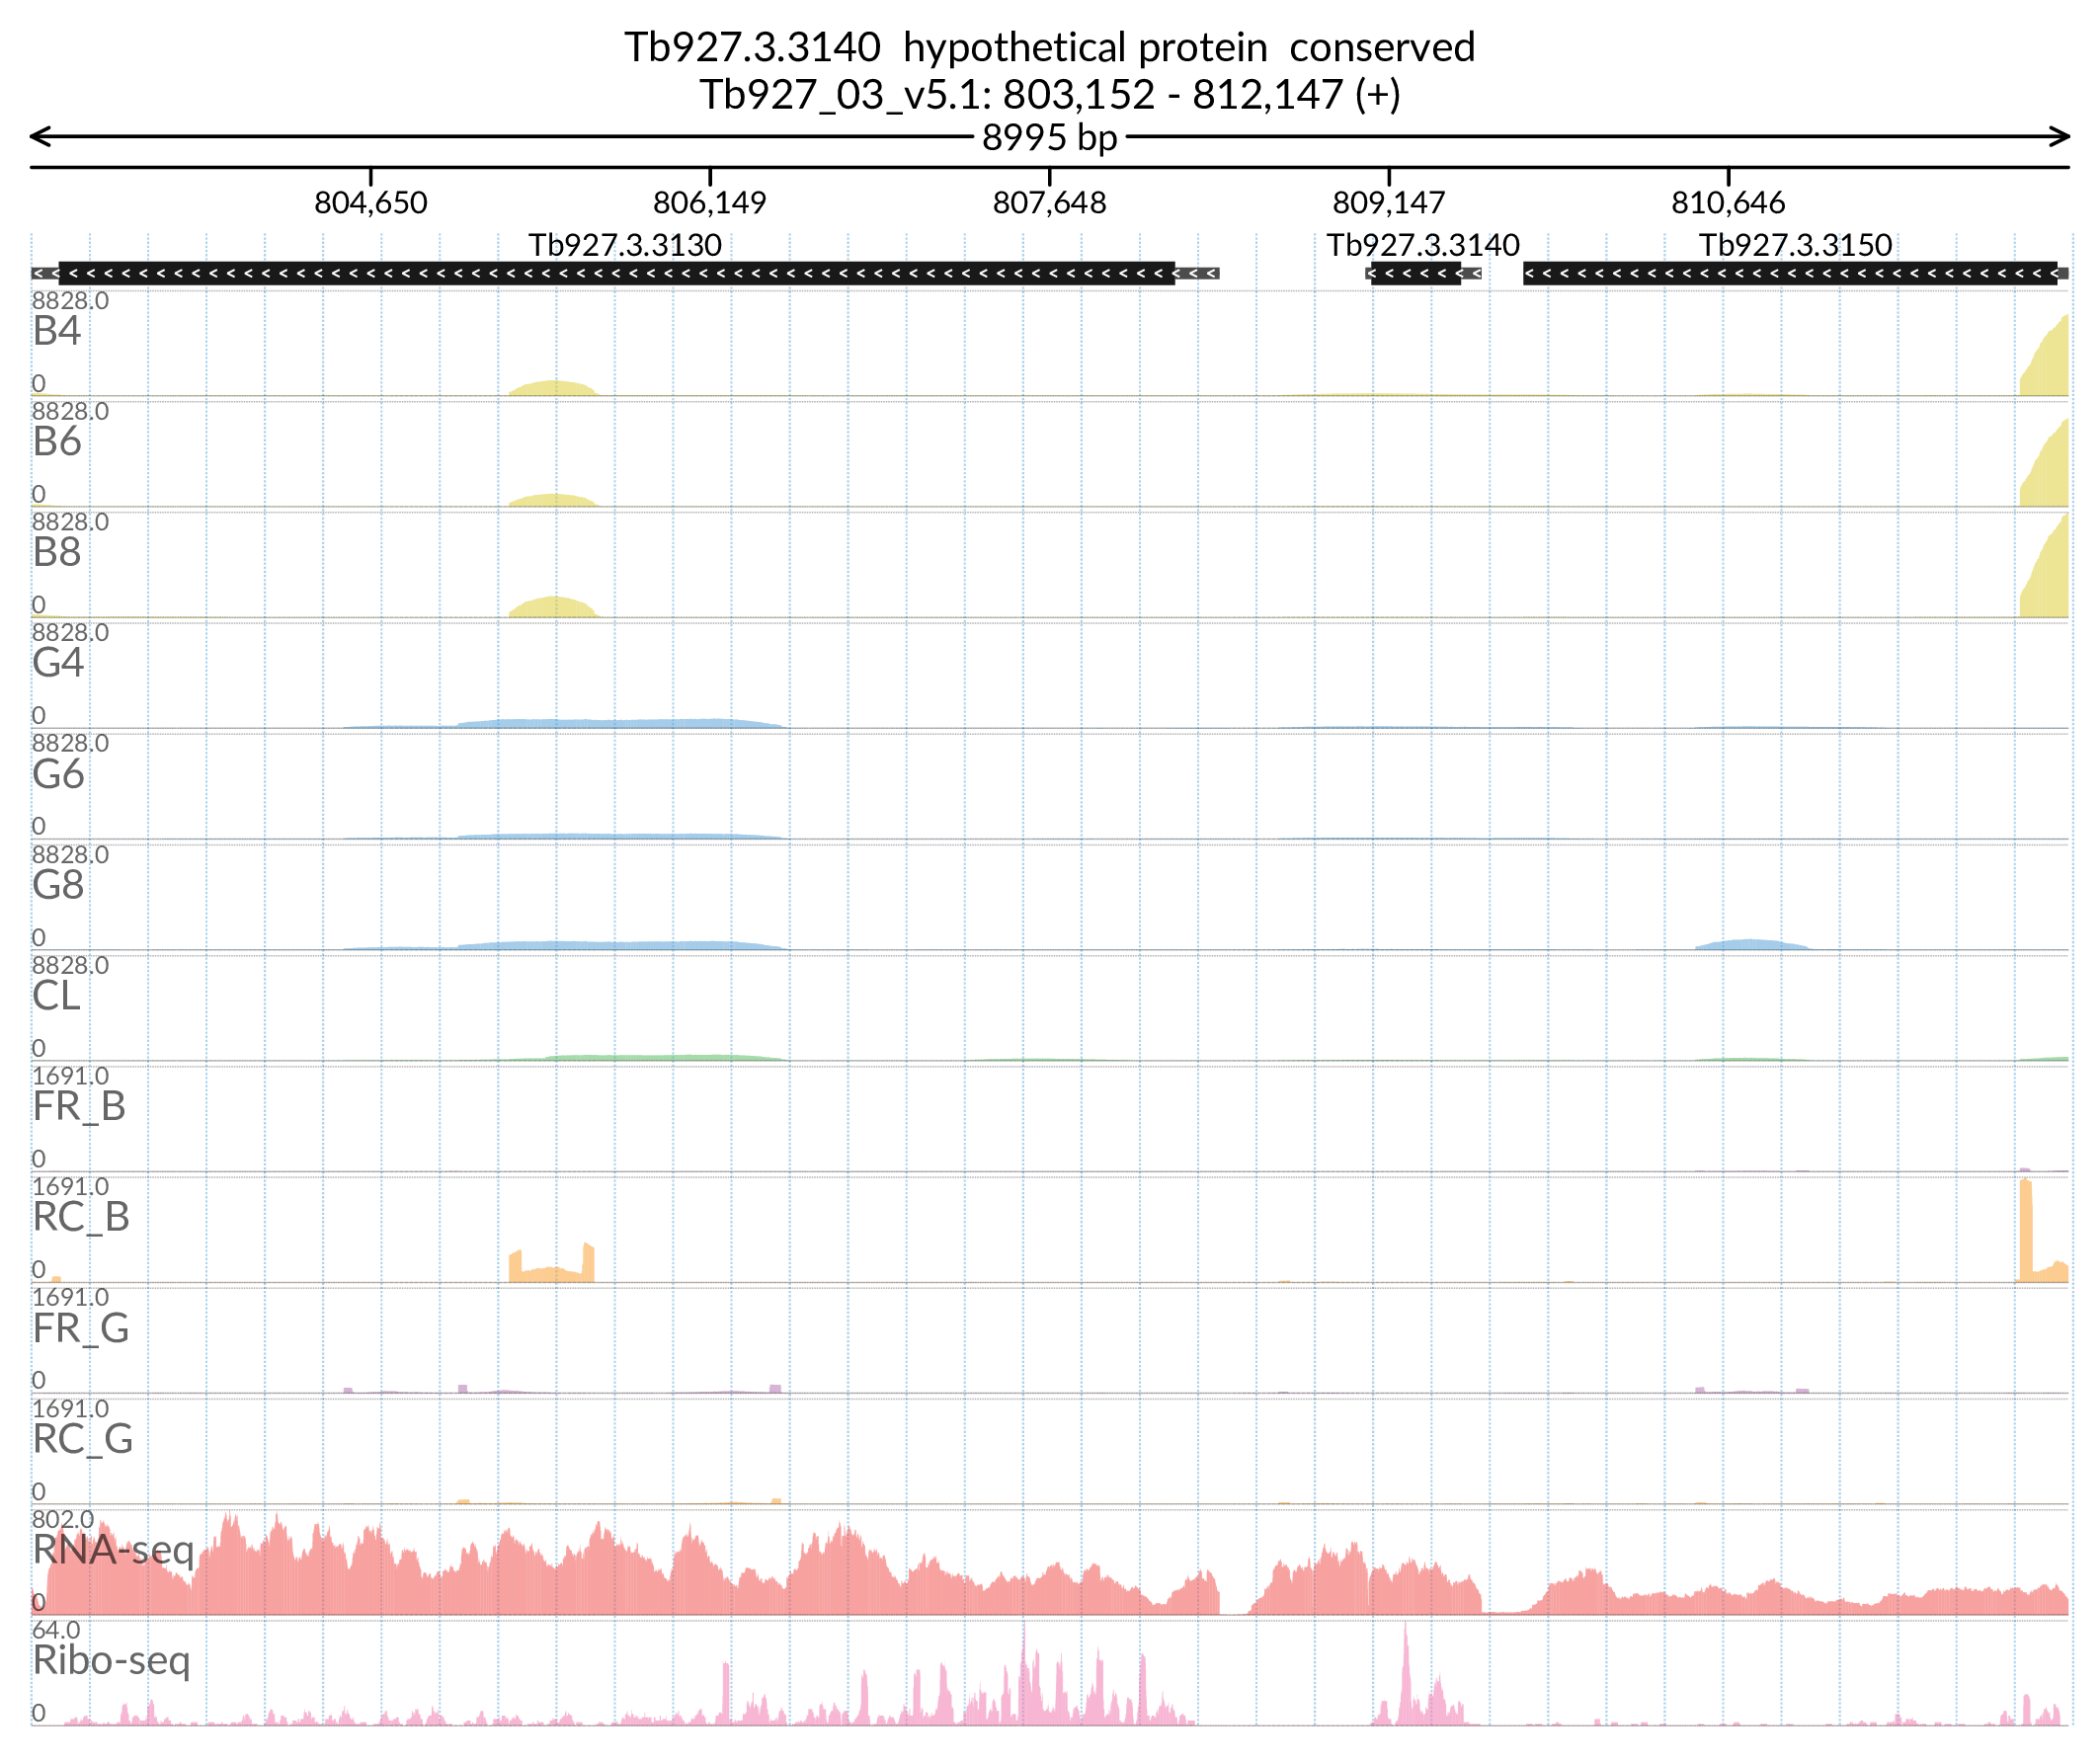 Tb927.3.3140 hypothetical protein conserved
Tb927_03_v5.1: 803,152 - 812,147 (+)
8995 bp
804,650 806,149 807,648 809,147 810,646
Tb927.3.3130 Tb927.3.3140 Tb927.3.3150
8828.0
B4
0
8828.0
B6
0
8828.0
B8
0
8828.0
G4
0
8828.0
G6
0
8828.0
G8
0
8828.0
CL
0
1691.0
FR_B
0
1691.0
RC_B
0
1691.0
FR_G
0
1691.0
RC_G
0
802.0
RNA-seq
0
64.0
Ribo-seq
0